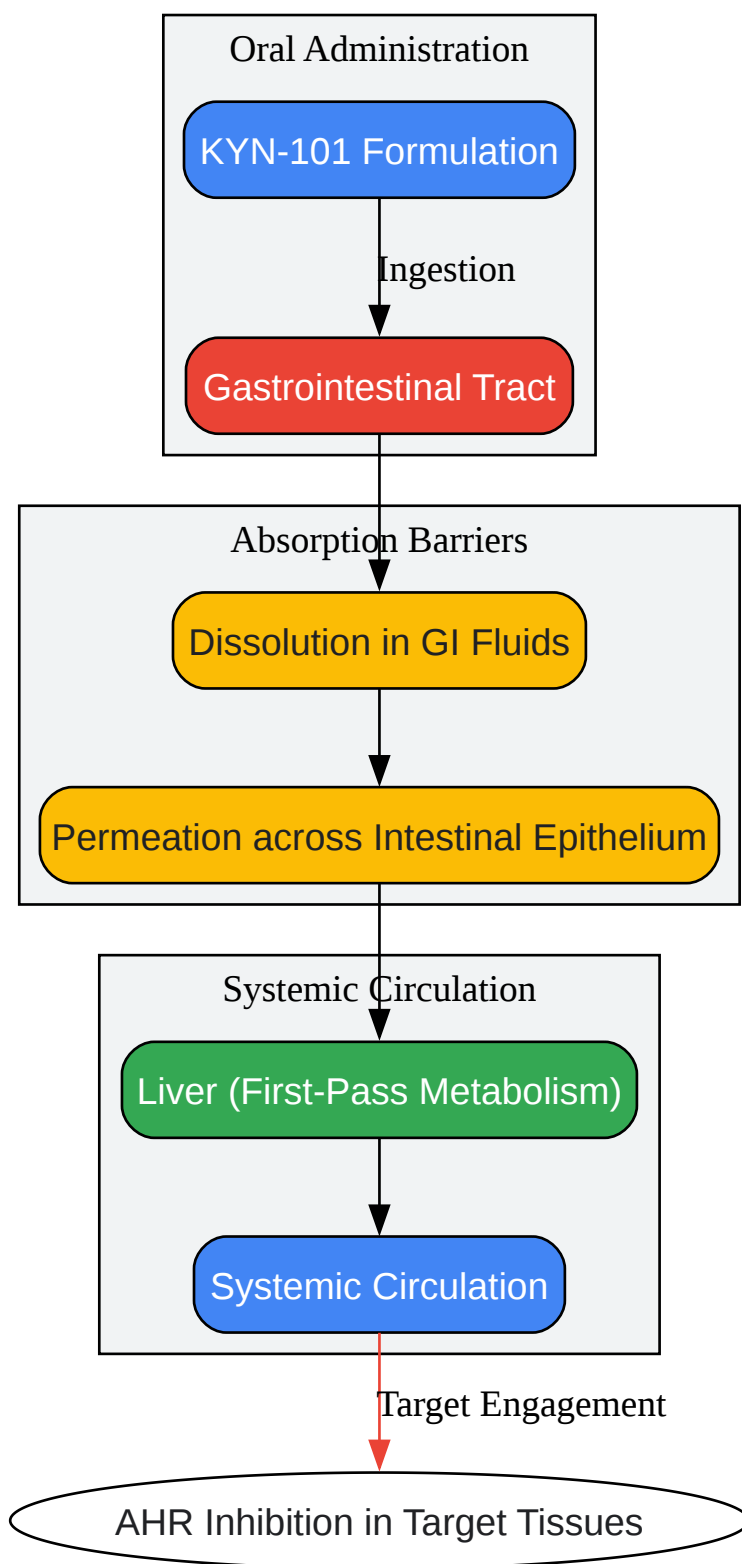 Oral Administration
KYN-101 Formulation
Ingestion
Gastrointestinal Tract
Absorption Barriers
Dissolution in GI Fluids
Permeation across Intestinal Epithelium
Systemic Circulation
Liver (First-Pass Metabolism)
Systemic Circulation
Target Engagement
AHR Inhibition in Target Tissues